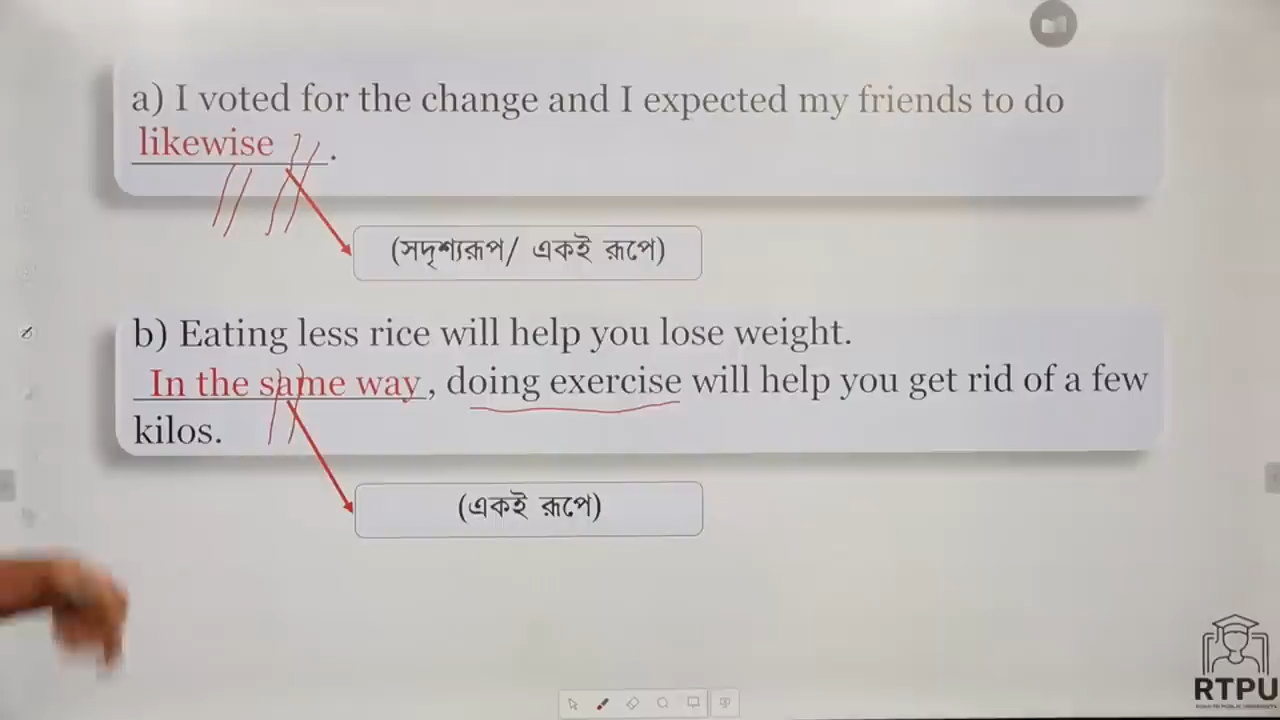 a) I voted for the change and I expected my friends to do
likewise .
(সদৃশ্যরূপ/ একই রূপে)
b) Eating less rice will help you lose weight.
In the same way , doing exercise will help you get rid of a few
kilos.
(একই রূপে)
RTPU